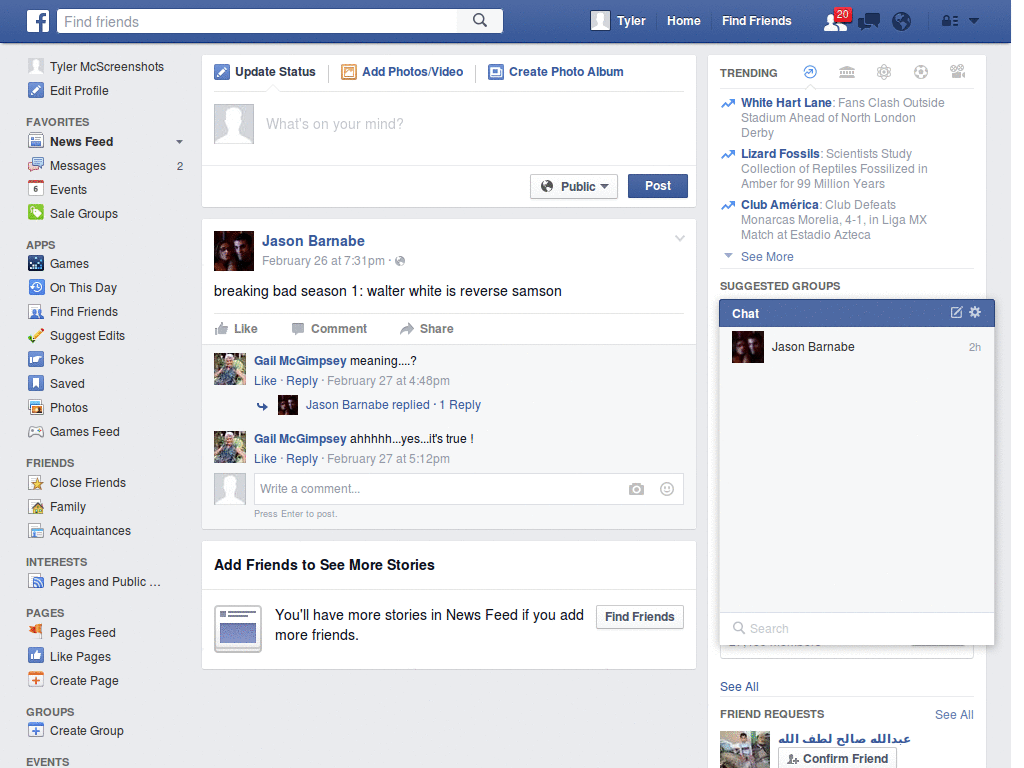 Find friends
Tyler
Home
Find Friends
20
Tyler McScreenshots
Edit Profile
FAVORITES
News Feed
Messages 2
6
Events
Sale Groups
APPS
Games
On This Day
Find Friends
Suggest Edits
Pokes
Saved
Photos
Games Feed
FRIENDS
Close Friends
Family
Acquaintances
INTERESTS
Pages and Public ...
PAGES
Pages Feed
Like Pages
Create Page
GROUPS
Create Group
EVENTS
Update Status
Add Photos/Video
Create Photo Album
What's on your mind?
Public
Post
Jason Barnabe
February 26 at 7:31pm ·
breaking bad season 1: walter white is reverse samson
Like
Comment
Share
Gail McGimpsey meaning....?
Like · Reply · February 27 at 4:48pm
Jason Barnabe replied · 1 Reply
Gail McGimpsey ahhhhh...yes...it's true !
Like · Reply · February 27 at 5:12pm
Write a comment...
Press Enter to post.
Add Friends to See More Stories
You'll have more stories in News Feed if you add
more friends.
Find Friends
TRENDING
White Hart Lane: Fans Clash Outside
Stadium Ahead of North London
Derby
Lizard Fossils: Scientists Study
Collection of Reptiles Fossilized in
Amber for 99 Million Years
Club América: Club Defeats
Monarcas Morelia, 4-1, in Liga MX
Match at Estadio Azteca
See More
SUGGESTED GROUPS
Chat
Jason Barnabe 2h
Search
See All
FRIEND REQUESTS See All
عبدالله صالح لطف الله
Confirm Friend